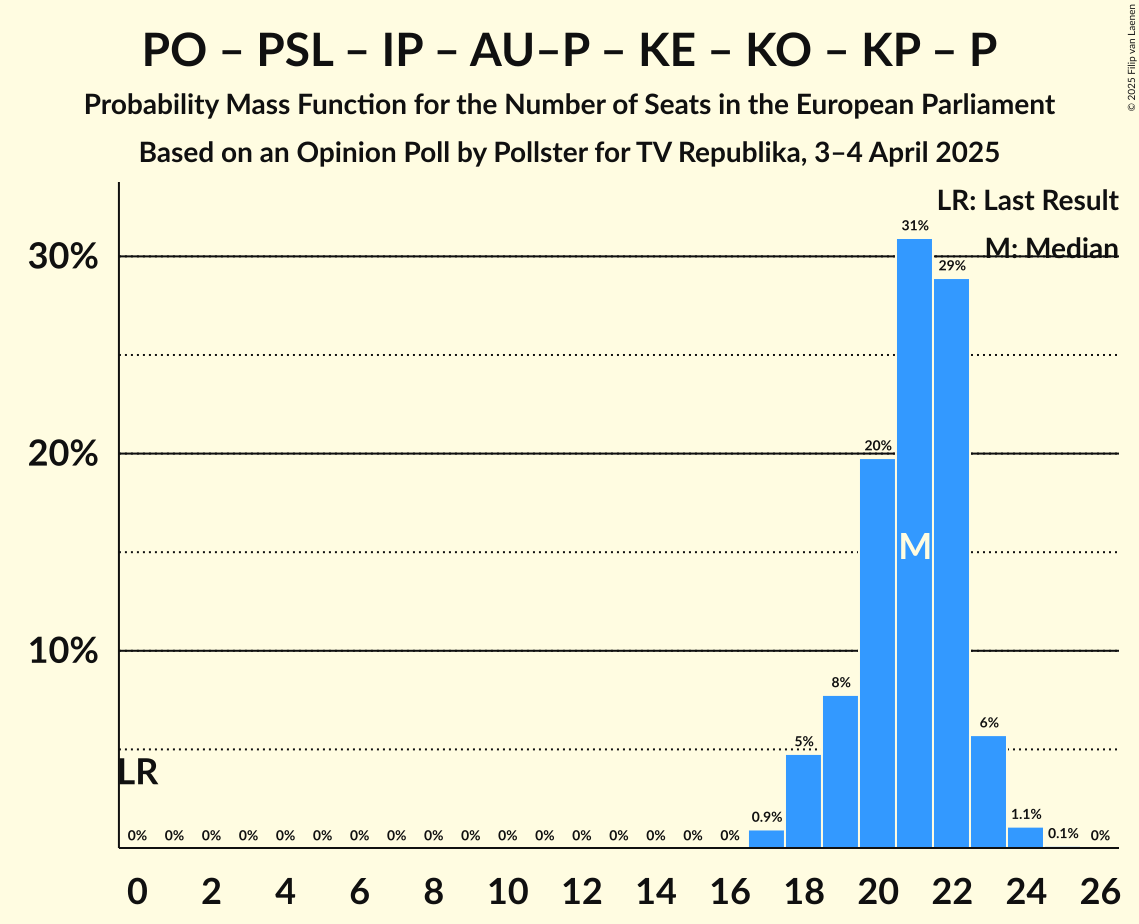 PO – PSL – IP – AU–P – KE – KO – KP – P
Probability Mass Function for the Number of Seats in the European Parliament
Based on an Opinion Poll by Pollster for TV Republika, 3–4 April 2025
© 2025 Filip van Laenen
LR: Last Result
M: Median
30%
20%
10%
31%
29%
20%
M
8%
6%
5%
LR
0% 0% 0% 0% 0% 0% 0% 0% 0% 0% 0% 0% 0% 0% 0% 0% 0% 0.9% 1.1% 0.1% 0%
0 2 4 6 8 10 12 14 16 18 20 22 24 26